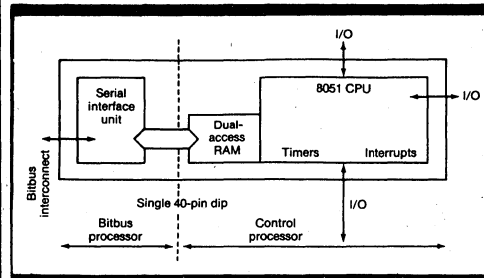 I/O
8051 CPU
I/O
Serial
interface
unit
Dual-
access
RAM
Timers
Interrupts
Bitbus
interconnect
I/O
Single 40-pin dip
Bitbus
processor
Control
processor